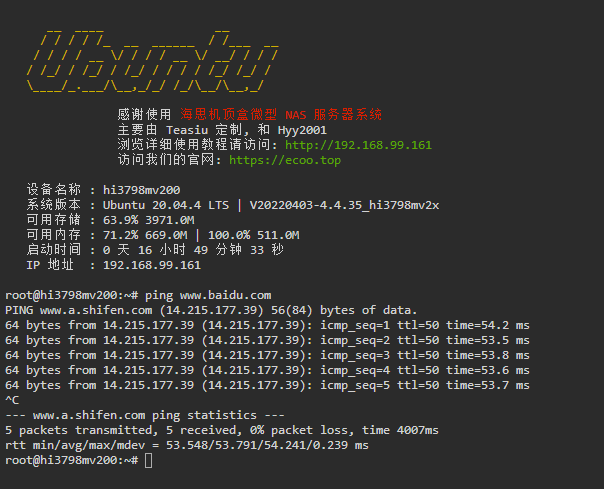 Ubuntu
感谢使用 海思机顶盒微型 NAS 服务器系统
主要由 Teasiu 定制, 和 Hyy2001
浏览详细使用教程请访问: http://192.168.99.161
访问我们的官网: https://ecoo.top
设备名称 : hi3798mv200
系统版本 : Ubuntu 20.04.4 LTS | V20220403-4.4.35_hi3798mv2x
可用存储 : 63.9% 3971.0M
可用内存 : 71.2% 669.0M | 100.0% 511.0M
启动时间 : 0 天 16 小时 49 分钟 33 秒
IP 地址 : 192.168.99.161
root@hi3798mv200:~# ping www.baidu.com
PING www.a.shifen.com (14.215.177.39) 56(84) bytes of data.
64 bytes from 14.215.177.39 (14.215.177.39): icmp_seq=1 ttl=50 time=54.2 ms
64 bytes from 14.215.177.39 (14.215.177.39): icmp_seq=2 ttl=50 time=53.5 ms
64 bytes from 14.215.177.39 (14.215.177.39): icmp_seq=3 ttl=50 time=53.8 ms
64 bytes from 14.215.177.39 (14.215.177.39): icmp_seq=4 ttl=50 time=53.6 ms
64 bytes from 14.215.177.39 (14.215.177.39): icmp_seq=5 ttl=50 time=53.7 ms
^C
--- www.a.shifen.com ping statistics ---
5 packets transmitted, 5 received, 0% packet loss, time 4007ms
rtt min/avg/max/mdev = 53.548/53.791/54.241/0.239 ms
root@hi3798mv200:~#